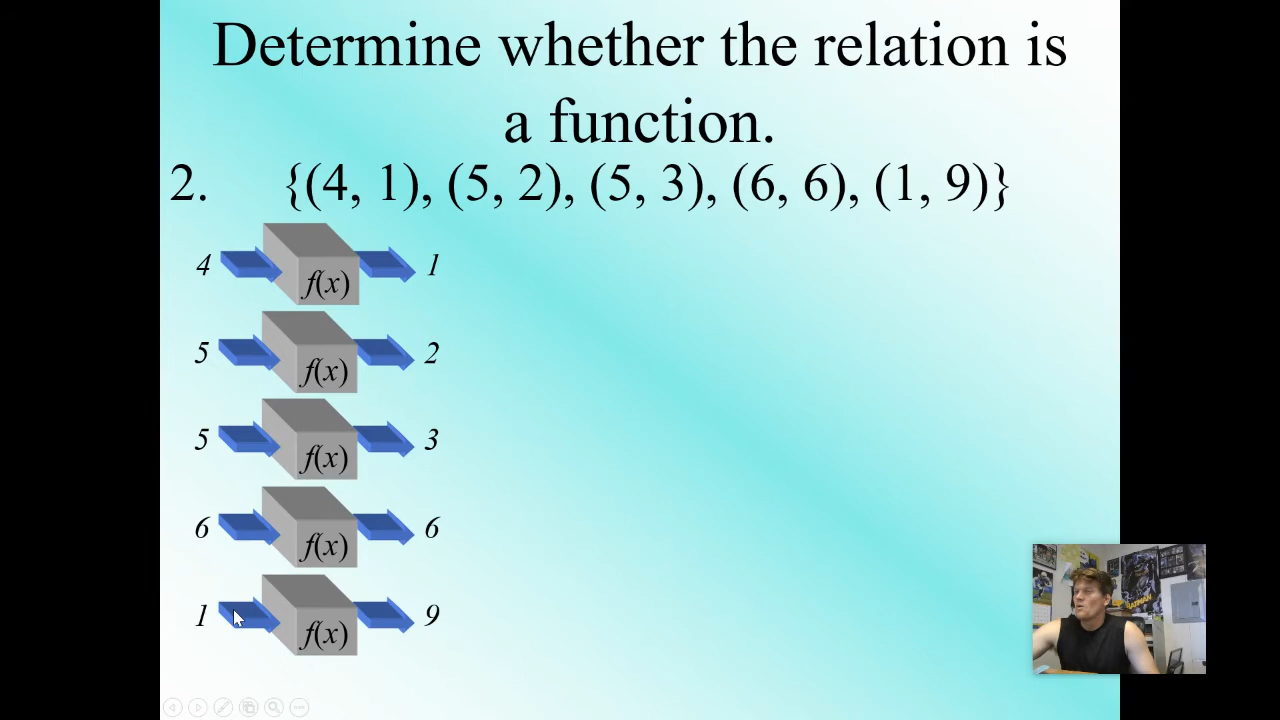 Determine whether the relation is
a function.
2. {(4, 1), (5, 2), (5, 3), (6, 6), (1, 9)}
4 f(x) 1
5 f(x) 2
5 f(x) 3
6 f(x) 6
1 f(x) 9
BATMAN